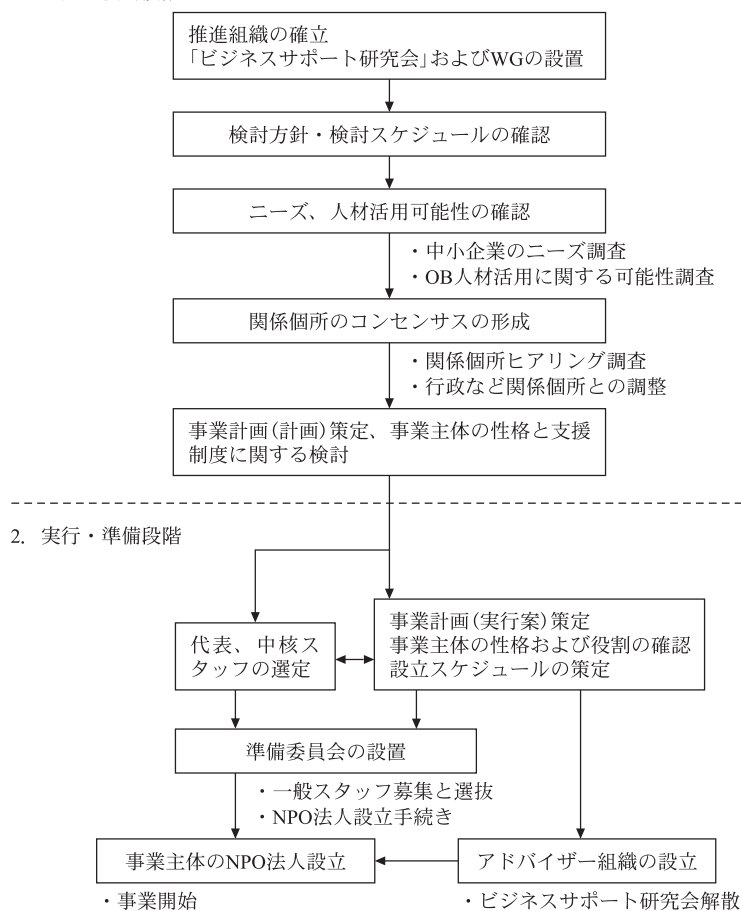 推進組織の確立
「ビジネスサポート研究会」およびWGの設置
検討方針・検討スケジュールの確認
ニーズ、人材活用可能性の確認
・中小企業のニーズ調査
・OB人材活用に関する可能性調査
関係個所のコンセンサスの形成
・関係個所ヒアリング調査
・行政など関係個所との調整
事業計画(計画)策定、事業主体の性格と支援
制度に関する検討
2. 実行・準備段階
代表、中核ス
タッフの選定
事業計画(実行案)策定
事業主体の性格および役割の確認
設立スケジュールの策定
準備委員会の設置
・一般スタッフ募集と選抜
・NPO法人設立手続き
事業主体のNPO法人設立
アドバイザー組織の設立
・事業開始
・ビジネスサポート研究会解散